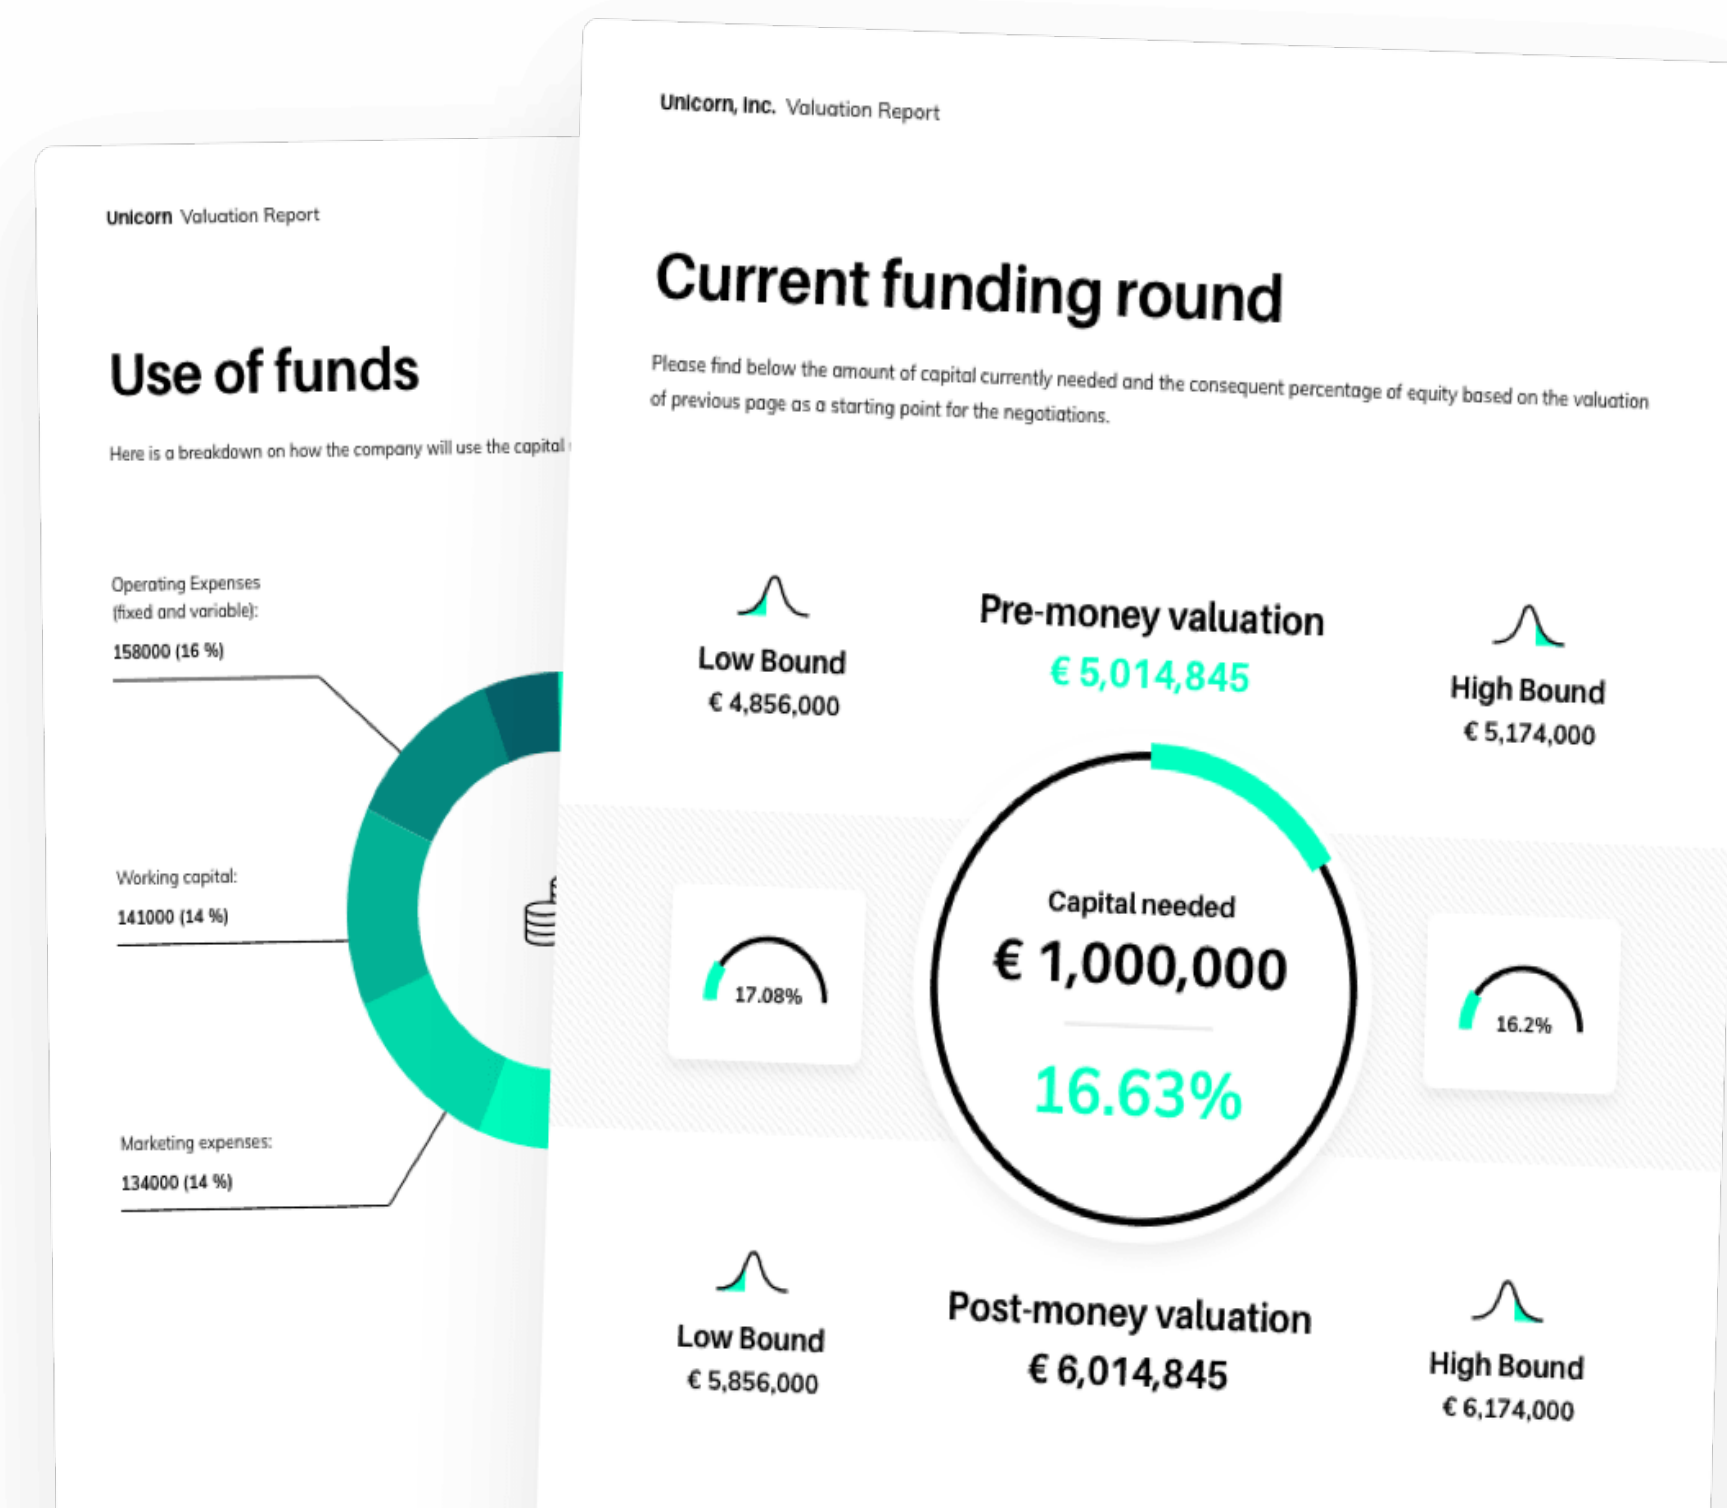 Unicorn Valuation Report
Use of funds
Here is a breakdown on how the company will use the capital
Operating Expenses
(fixed and variable):
158000 (16 %)
Working capital:
141000 (14 %)
Marketing expenses:
134000 (14 %)
Unicorn, Inc. Valuation Report
Current funding round
Please find below the amount of capital currently needed and the consequent percentage of equity based on the valuation
of previous page as a starting point for the negotiations.
Low Bound
€ 4,856,000
Pre-money valuation
€ 5,014,845
High Bound
€ 5,174,000
17.08%
Capital needed
€ 1,000,000
16.63%
16.2%
Low Bound
€ 5,856,000
Post-money valuation
€ 6,014,845
High Bound
€ 6,174,000